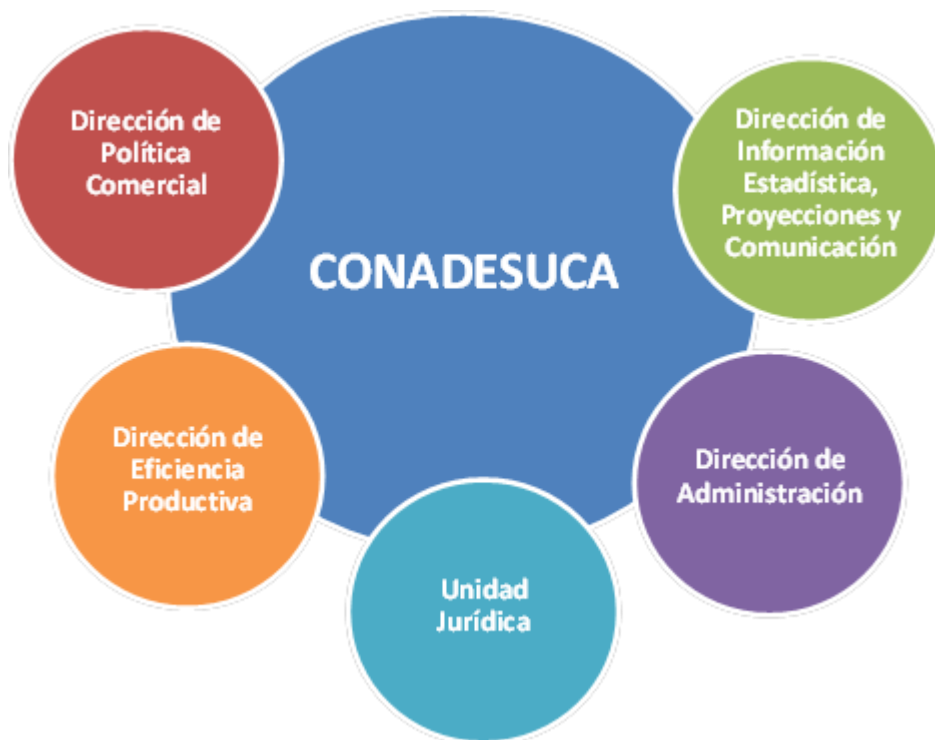 Dirección de
Política
Comercial
Dirección de
Información
Estadística,
Proyecciones y
Comunicación
CONADESUCA
Dirección de
Eficiencia
Productiva
Dirección de
Administración
Unidad
Jurídica